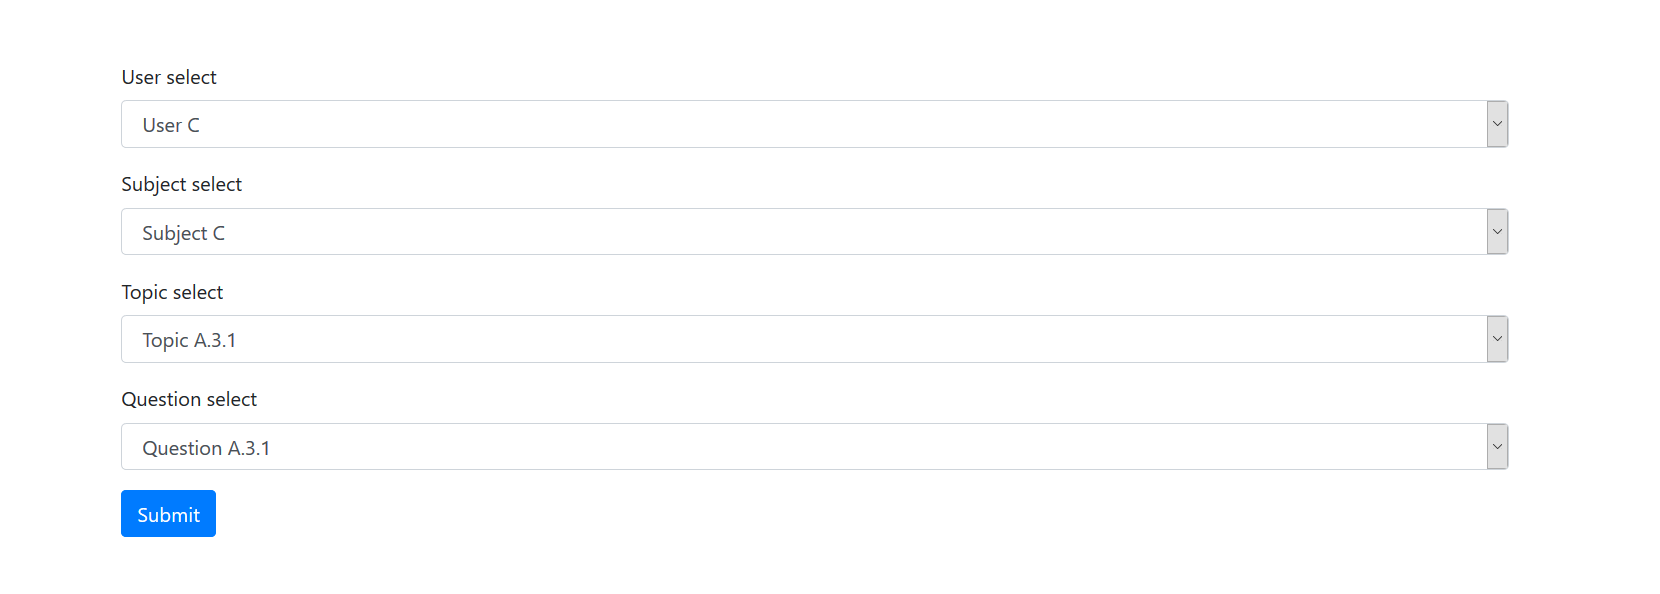 User select
User C
Subject select
Subject C
Topic select
Topic A.3.1
Question select
Question A.3.1
Submit